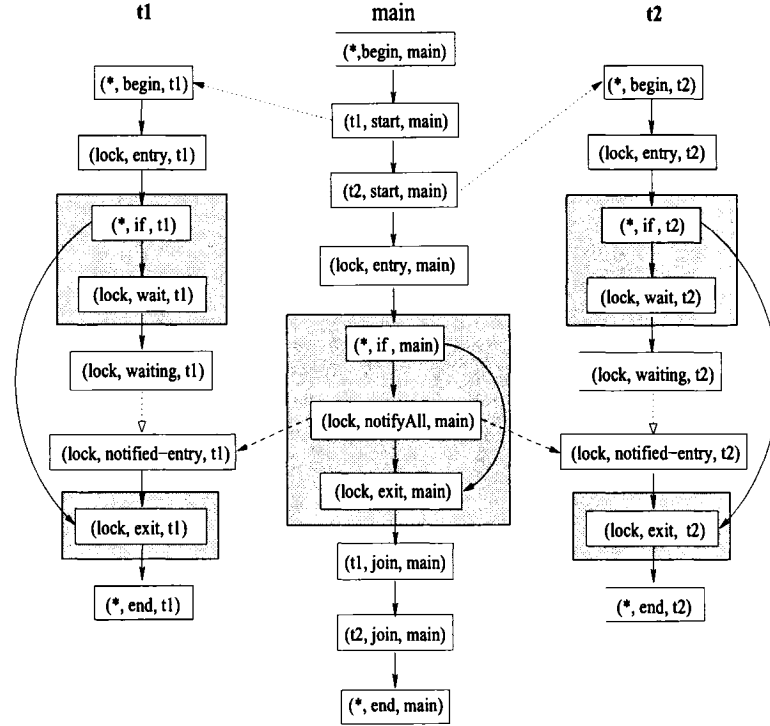 t1
(*, begin, t1)
(lock, entry, t1)
(*, if , t1)
(lock, wait, t1)
(lock, waiting, t1)
(lock, notified-entry, t1)
(lock, exit, t1)
(*, end, t1)
main
(*,begin, main)
(t1, start, main)
(t2, start, main)
(lock, entry, main)
(*, if , main)
(lock, notifyAll, main)
(lock, exit, main)
(t1, join, main)
(t2, join, main)
(*, end, main)
t2
(*, begin, t2)
(lock, entry, t2)
(*, if , t2)
(lock, wait, t2)
(lock, waiting, t2)
(lock, notified-entry, t2)
(lock, exit, t2)
(*, end, t2)